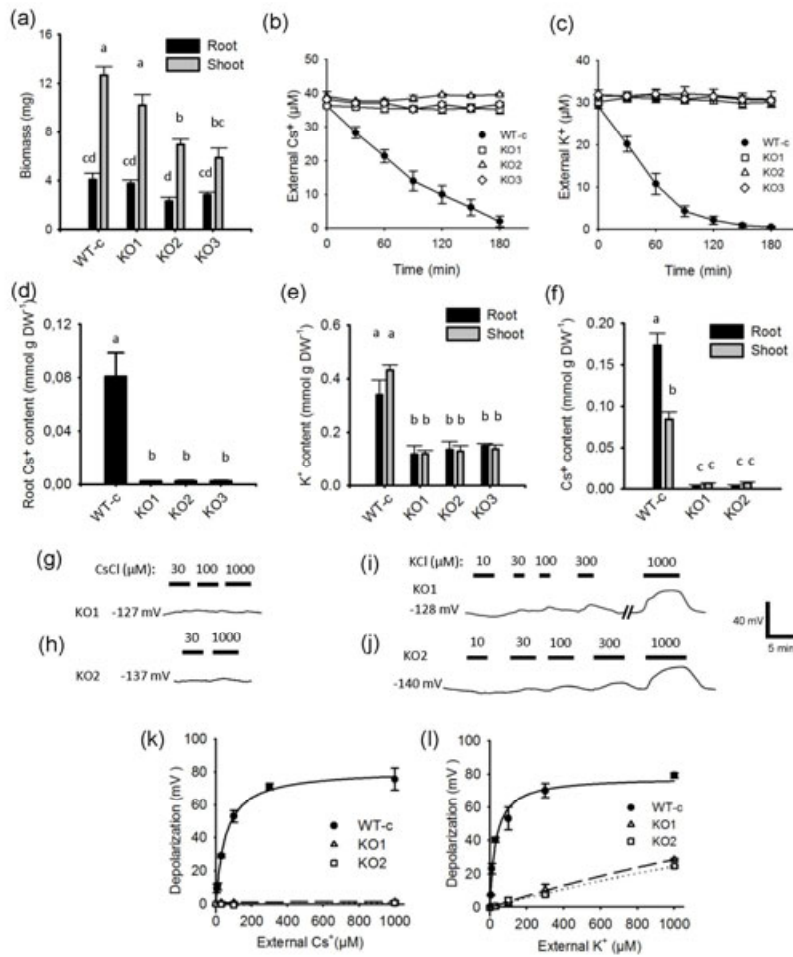 (a)
Root
Shoot
Biomass (mg)
16
12
8
4
0
cd
a
cd
a
d
b
cd
bc
WT-c
KO1
KO2
KO3
(b)
External Cs⁺ (µM)
50
40
30
20
10
0
WT-c
KO1
KO2
KO3
0 60 120 180
Time (min)
(c)
External K⁺ (µM)
40
30
20
10
0
WT-c
KO1
KO2
KO3
0 60 120 180
Time (min)
(d)
Root Cs⁺ content (mmol g DW⁻¹)
0,12
0,08
0,04
0,00
a
b
b
b
WT-c
KO1
KO2
KO3
(e)
Root
Shoot
K⁺ content (mmol g DW⁻¹)
0.6
0.4
0.2
0.0
a a
b b
b b
b b
WT-c
KO1
KO2
KO3
(f)
Root
Shoot
Cs⁺ content (mmol g DW⁻¹)
0.20
0.15
0.10
0.05
0.00
a
b
c c
c c
WT-c
KO1
KO2
(g)
CsCl (µM):
30 100 1000
KO1 -127 mV
(h)
30 1000
KO2 -137 mV
(i)
KCl (µM):
10 30 100 300 1000
KO1
-128 mV
40 mV
5 min
(j)
KO2
10 30 100 300 1000
-140 mV
(k)
Depolarization (mV )
100
80
60
40
20
0
WT-c
KO1
KO2
0 200 400 600 800 1000
External Cs⁺(µM)
(l)
Depolarization (mV )
100
80
60
40
20
0
WT-c
KO1
KO2
0 200 400 600 800 1000
External K⁺ (µM)